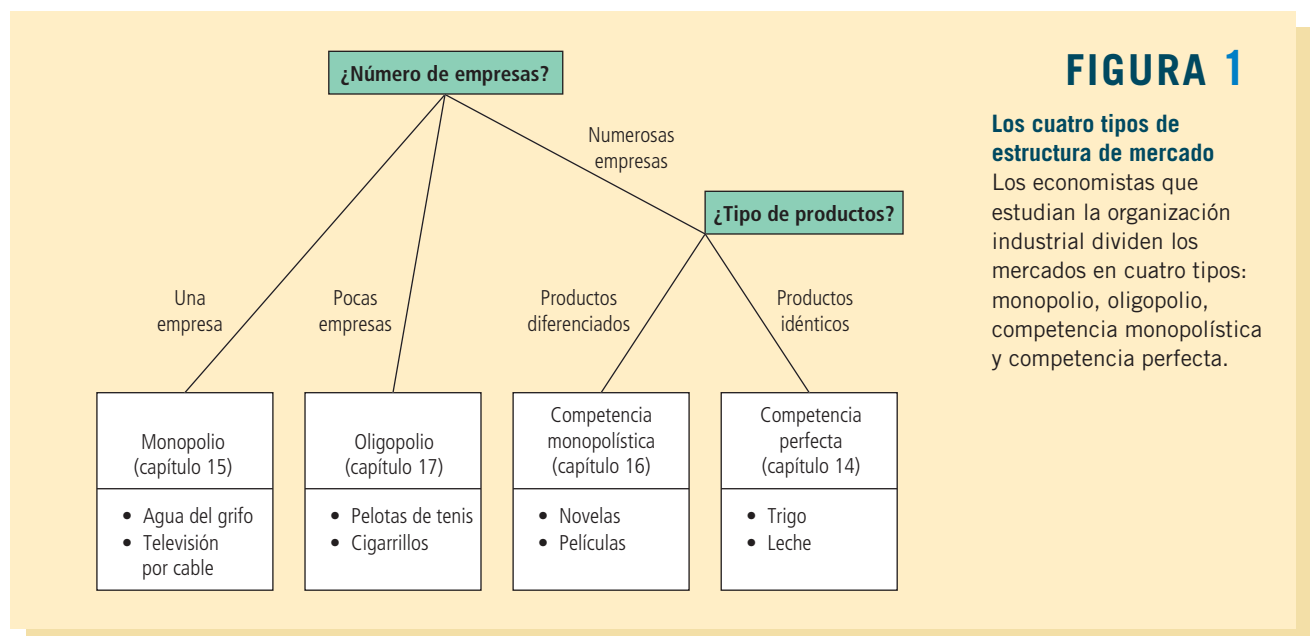 ¿Número de empresas?
Numerosas
empresas
¿Tipo de productos?
Una
empresa
Pocas
empresas
Productos
diferenciados
Productos
idénticos
Monopolio
(capítulo 15)
• Agua del grifo
• Televisión
por cable
Oligopolio
(capítulo 17)
• Pelotas de tenis
• Cigarrillos
Competencia
monopolística
(capítulo 16)
• Novelas
• Películas
Competencia
perfecta
(capítulo 14)
• Trigo
• Leche
FIGURA 1
Los cuatro tipos de
estructura de mercado
Los economistas que
estudian la organización
industrial dividen los
mercados en cuatro tipos:
monopolio, oligopolio,
competencia monopolística
y competencia perfecta.